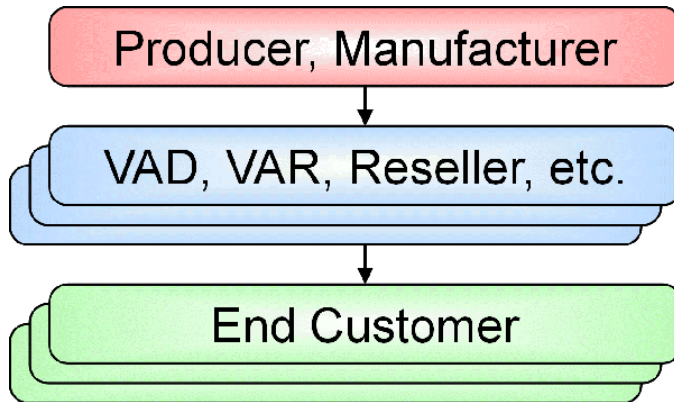 Producer, Manufacturer
VAD, VAR, Reseller, etc.
End Customer